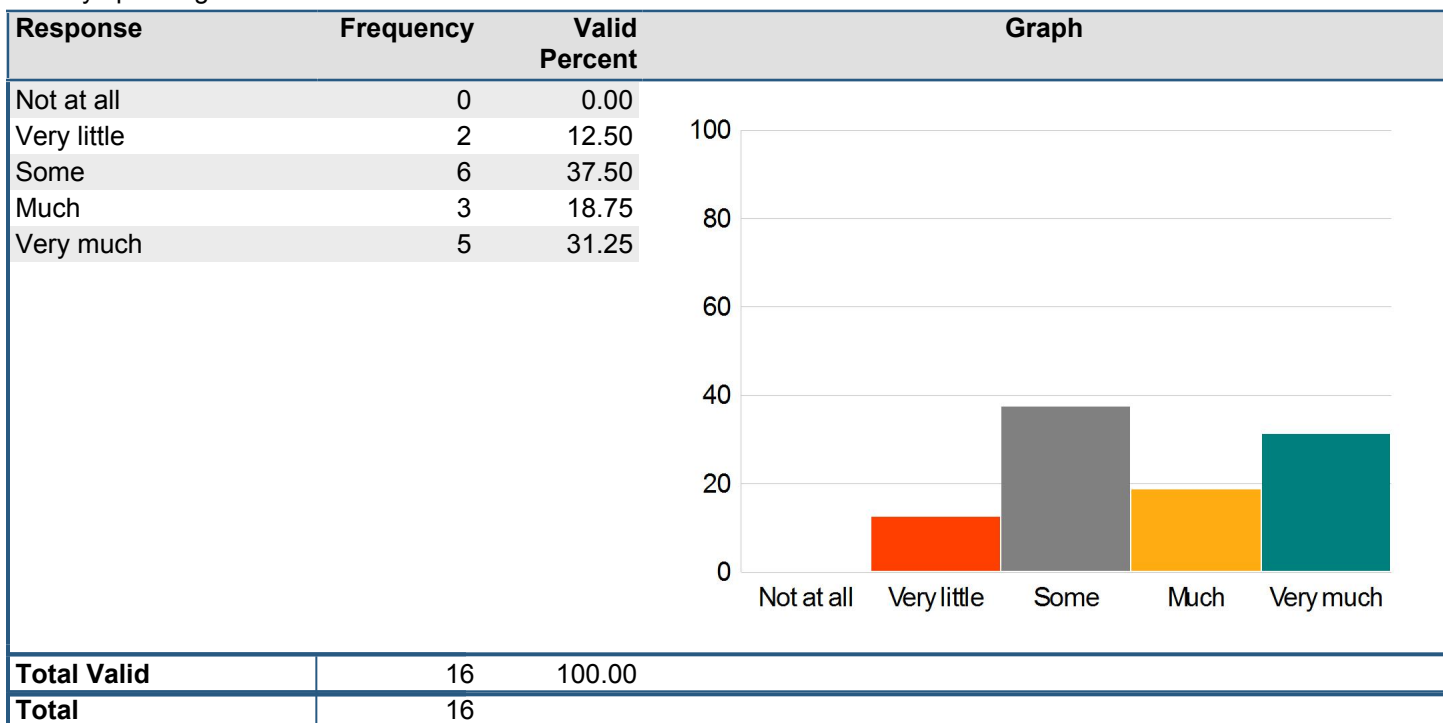 Response Frequency Valid Percent Graph
Not at all 0 0.00
Very little 2 12.50
Some 6 37.50
Much 3 18.75
Very much 5 31.25
100
80
60
40
20
0
Not at all Very little Some Much Very much
Total Valid 16 100.00
Total 16